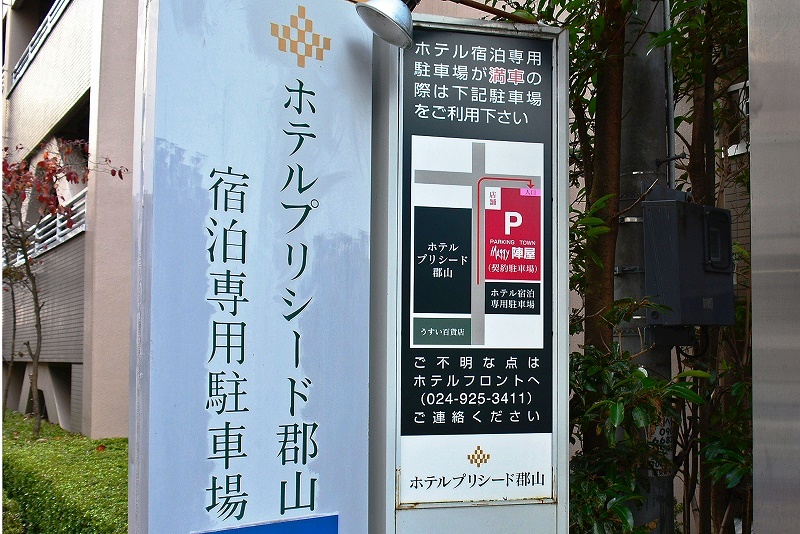 ホテルプリシード郡山
宿泊専用駐車場
ホテル宿泊専用
駐車場が満車の
際は下記駐車場
をご利用下さい
入口
店舗
P
PARKING TOWN
陣屋
(契約駐車場)
ホテル
プリシード
郡山
ホテル宿泊
専用駐車場
うすい百貨店
ご不明な点は
ホテルフロントへ
(024-925-3411)
ご連絡ください
ホテルプリシード郡山